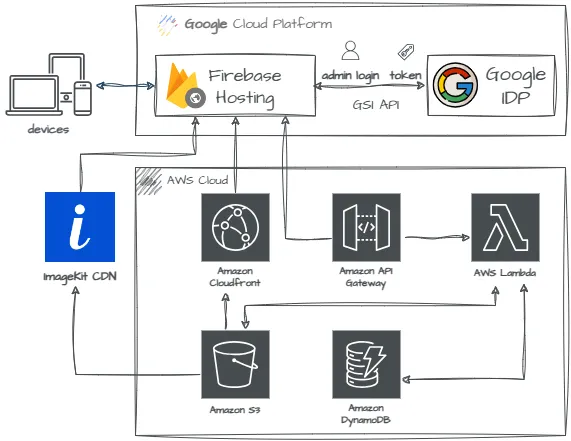 Google Cloud Platform
Firebase
Hosting
admin login
token
GSI API
Google
IDP
devices
AWS Cloud
i
ImageKit CDN
Amazon
CloudFront
Amazon API
Gateway
AWS Lambda
Amazon S3
Amazon
DynamoDB